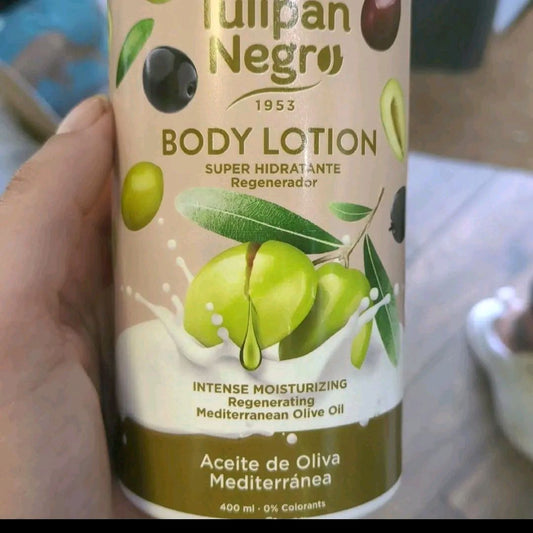 Tulipán
Negro
1953
BODY LOTION
SUPER HIDRATANTE
Regenerador
INTENSE MOISTURIZING
Regenerating
Mediterranean Olive Oil
Aceite de Oliva
Mediterránea
400 ml · 0% Colorants